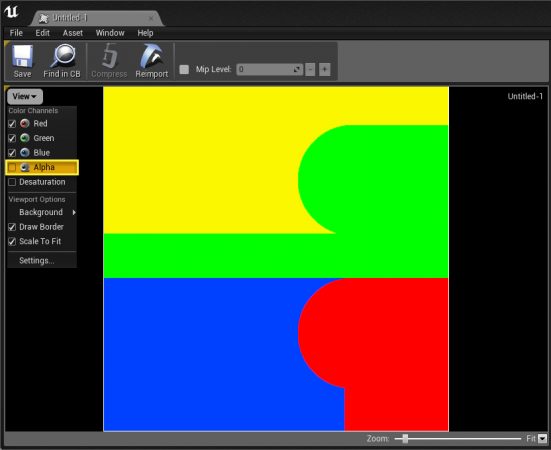 Untitled-1
File Edit Asset Window Help
Save Find in CB Compress Reimport Mip Level: 0 - +
View
Untitled-1
Color Channels
Red
Green
Blue
Alpha
Desaturation
Viewport Options
Background
Draw Border
Scale To Fit
Settings...
Zoom: Fit